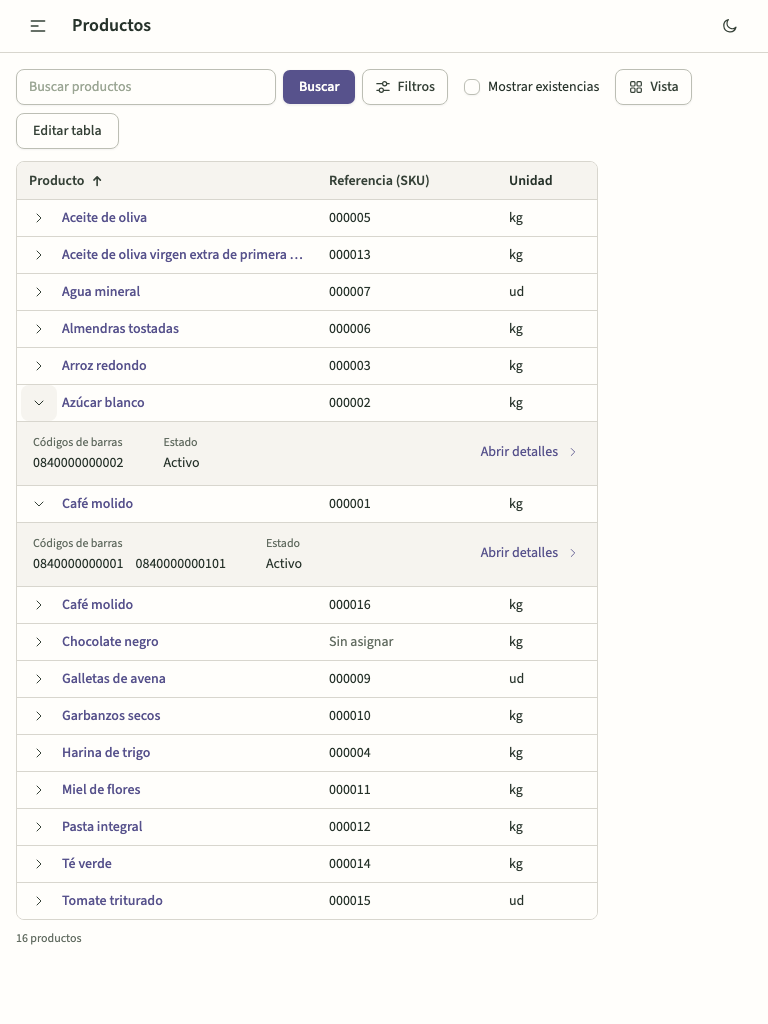 Productos
Buscar productos
Buscar
Filtros
Mostrar existencias
Vista
Editar tabla
Producto Referencia (SKU) Unidad
Aceite de oliva 000005 kg
Aceite de oliva virgen extra de primera … 000013 kg
Agua mineral 000007 ud
Almendras tostadas 000006 kg
Arroz redondo 000003 kg
Azúcar blanco 000002 kg
Códigos de barras Estado
0840000000002 Activo
Abrir detalles
Café molido 000001 kg
Códigos de barras Estado
0840000000001 0840000000101 Activo
Abrir detalles
Café molido 000016 kg
Chocolate negro Sin asignar kg
Galletas de avena 000009 ud
Garbanzos secos 000010 kg
Harina de trigo 000004 kg
Miel de flores 000011 kg
Pasta integral 000012 kg
Té verde 000014 kg
Tomate triturado 000015 ud
16 productos